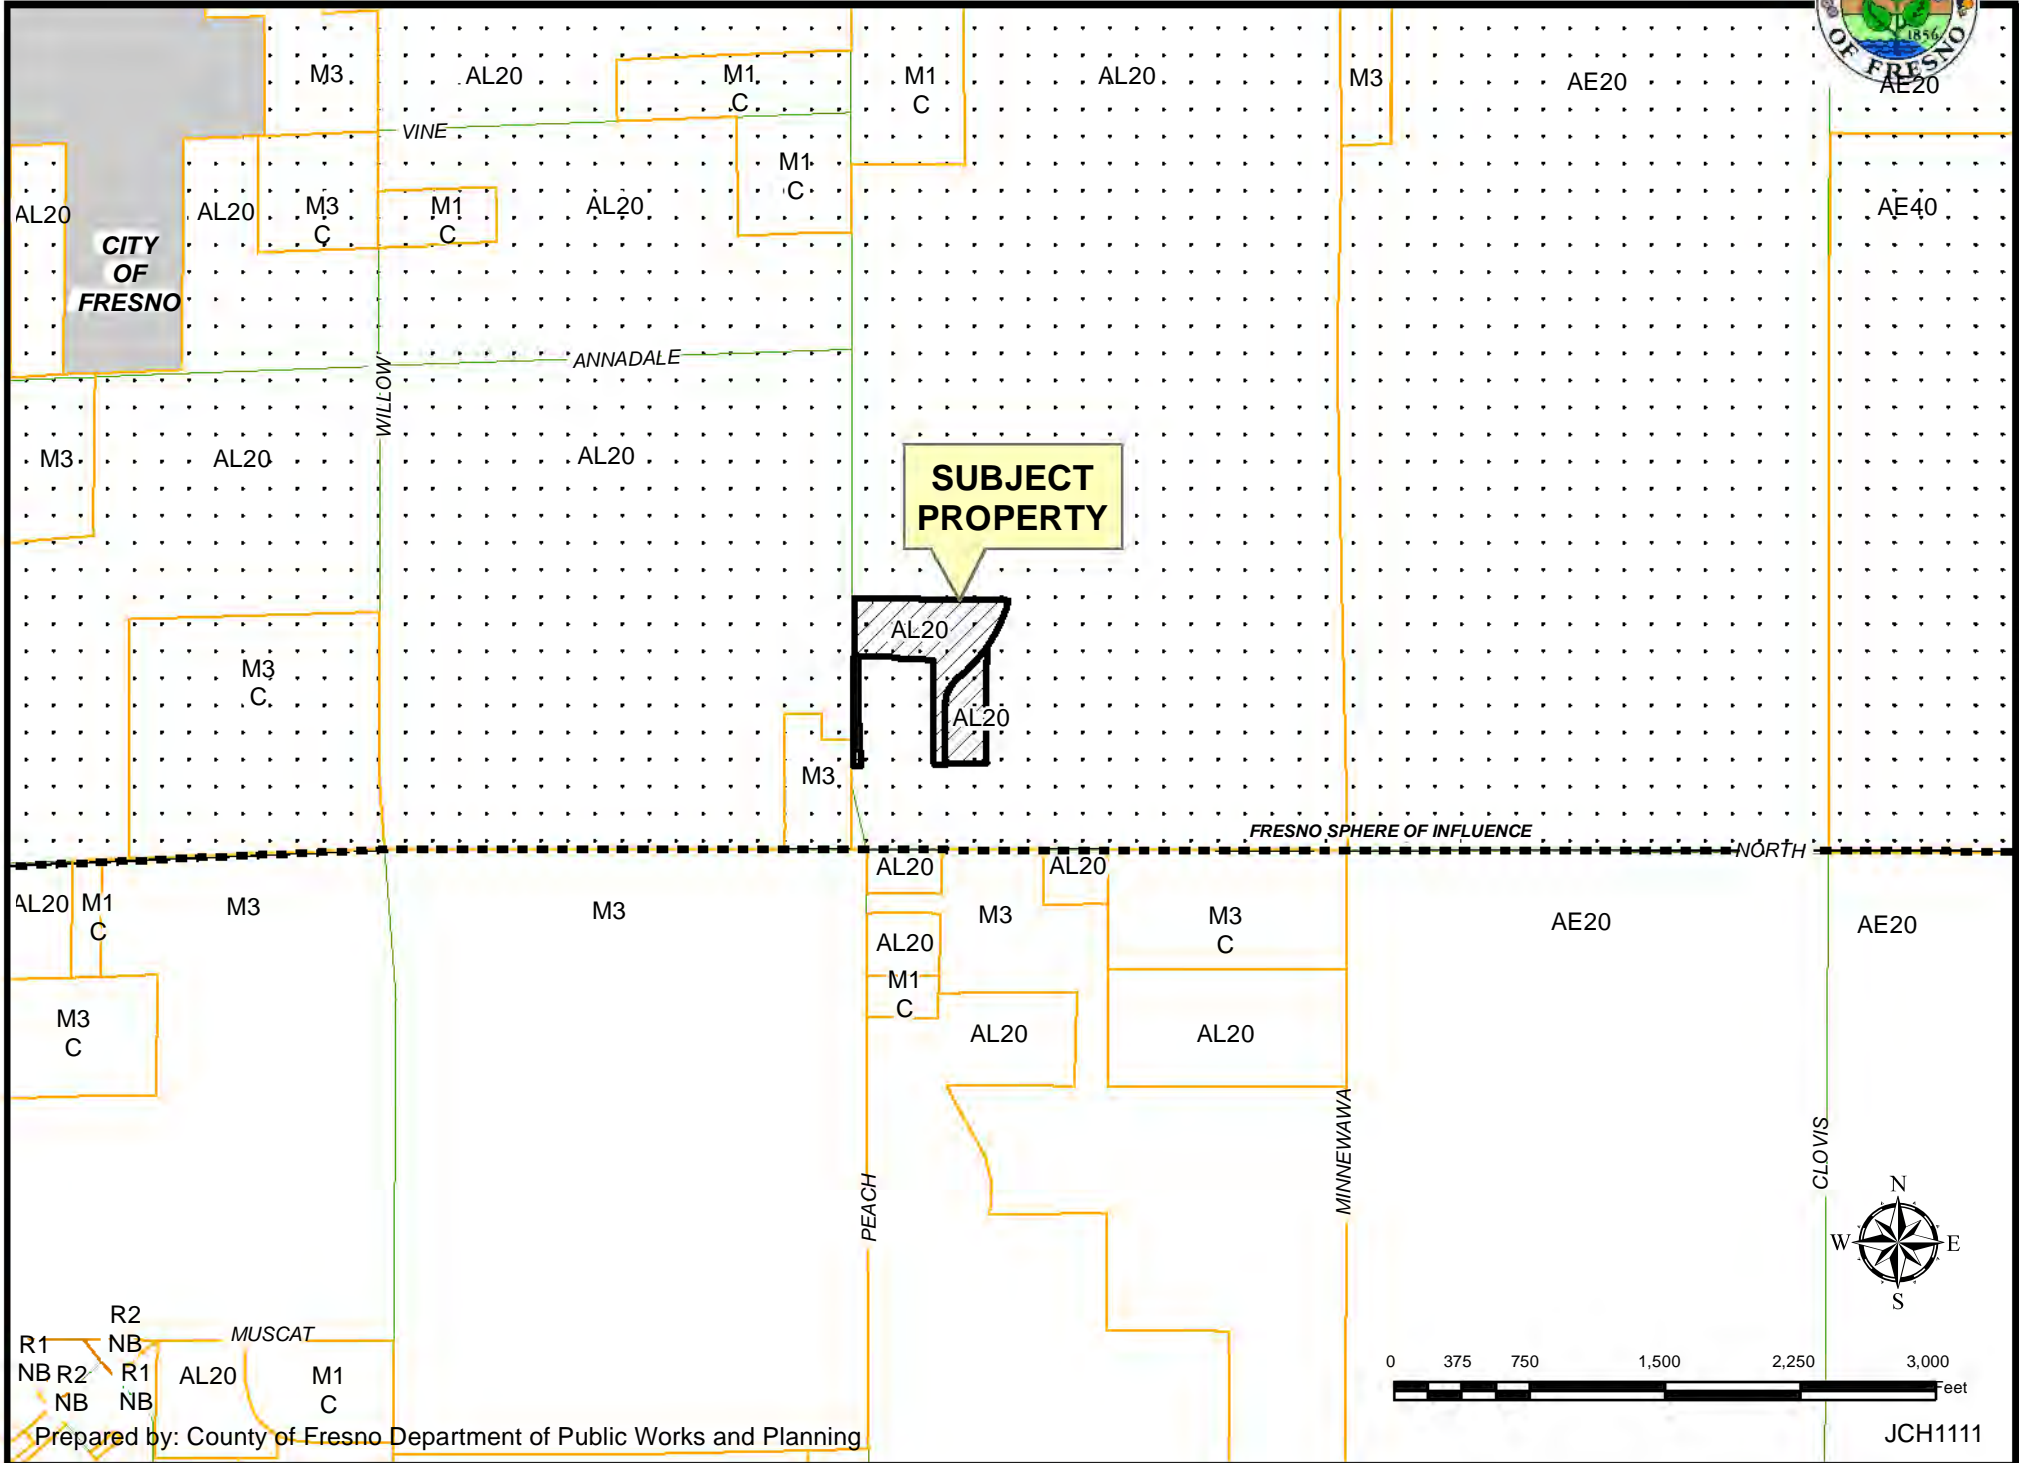 1856
OF FRESNO
M3
AL20
M1
C
M1
C
AL20
M3
AE20
AE20
VINE
M1
C
AL20
AL20
M3
C
M1
C
AL20
AE40
CITY
OF
FRESNO
ANNADALE
WILLOW
M3
AL20
AL20
SUBJECT
PROPERTY
AL20
M3
C
AL20
M3
FRESNO SPHERE OF INFLUENCE
NORTH
AL20
AL20
AL20
M1
C
M3
M3
M3
M3
C
AE20
AE20
AL20
M1
C
M3
C
AL20
AL20
PEACH
MINNEWAWA
CLOVIS
N
W
E
S
R2
NB
MUSCAT
R1
NB
R2
NB
R1
NB
AL20
M1
C
0 375 750 1,500 2,250 3,000
Feet
Prepared by: County of Fresno Department of Public Works and Planning
JCH1111